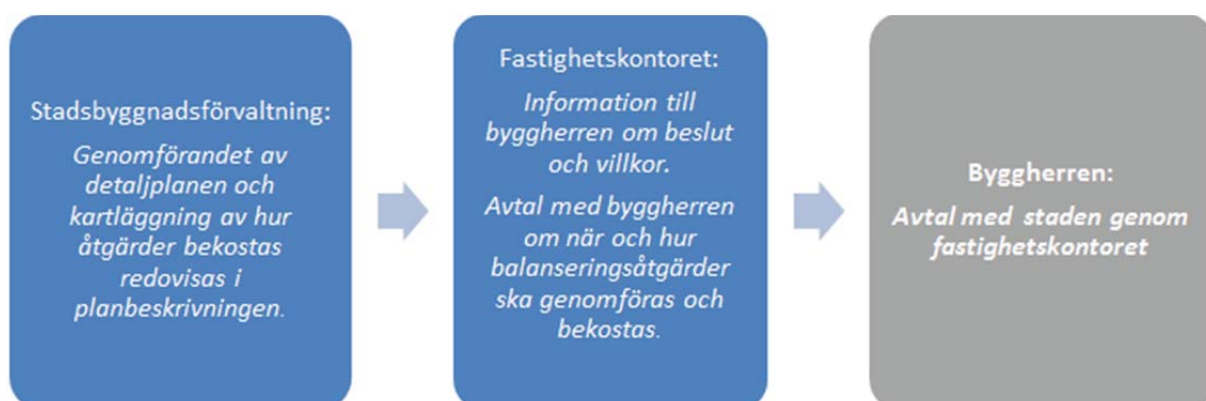 Stadsbyggnadsförvaltning:
Genomförandet av
detaljplanen och
kartläggning av hur
åtgärder bekostas
redovisas i
planbeskrivningen.
Fastighetskontoret:
Information till
byggherren om beslut
och villkor.
Avtal med byggherren
om när och hur
balanseringsåtgärder
ska genomföras och
bekostas.
Byggherren:
Avtal med staden genom
fastighetskontoret